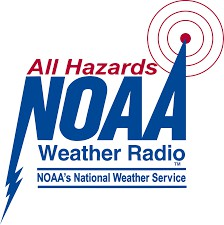 All Hazards
NOAA
Weather Radio
TM
NOAA's National Weather Service